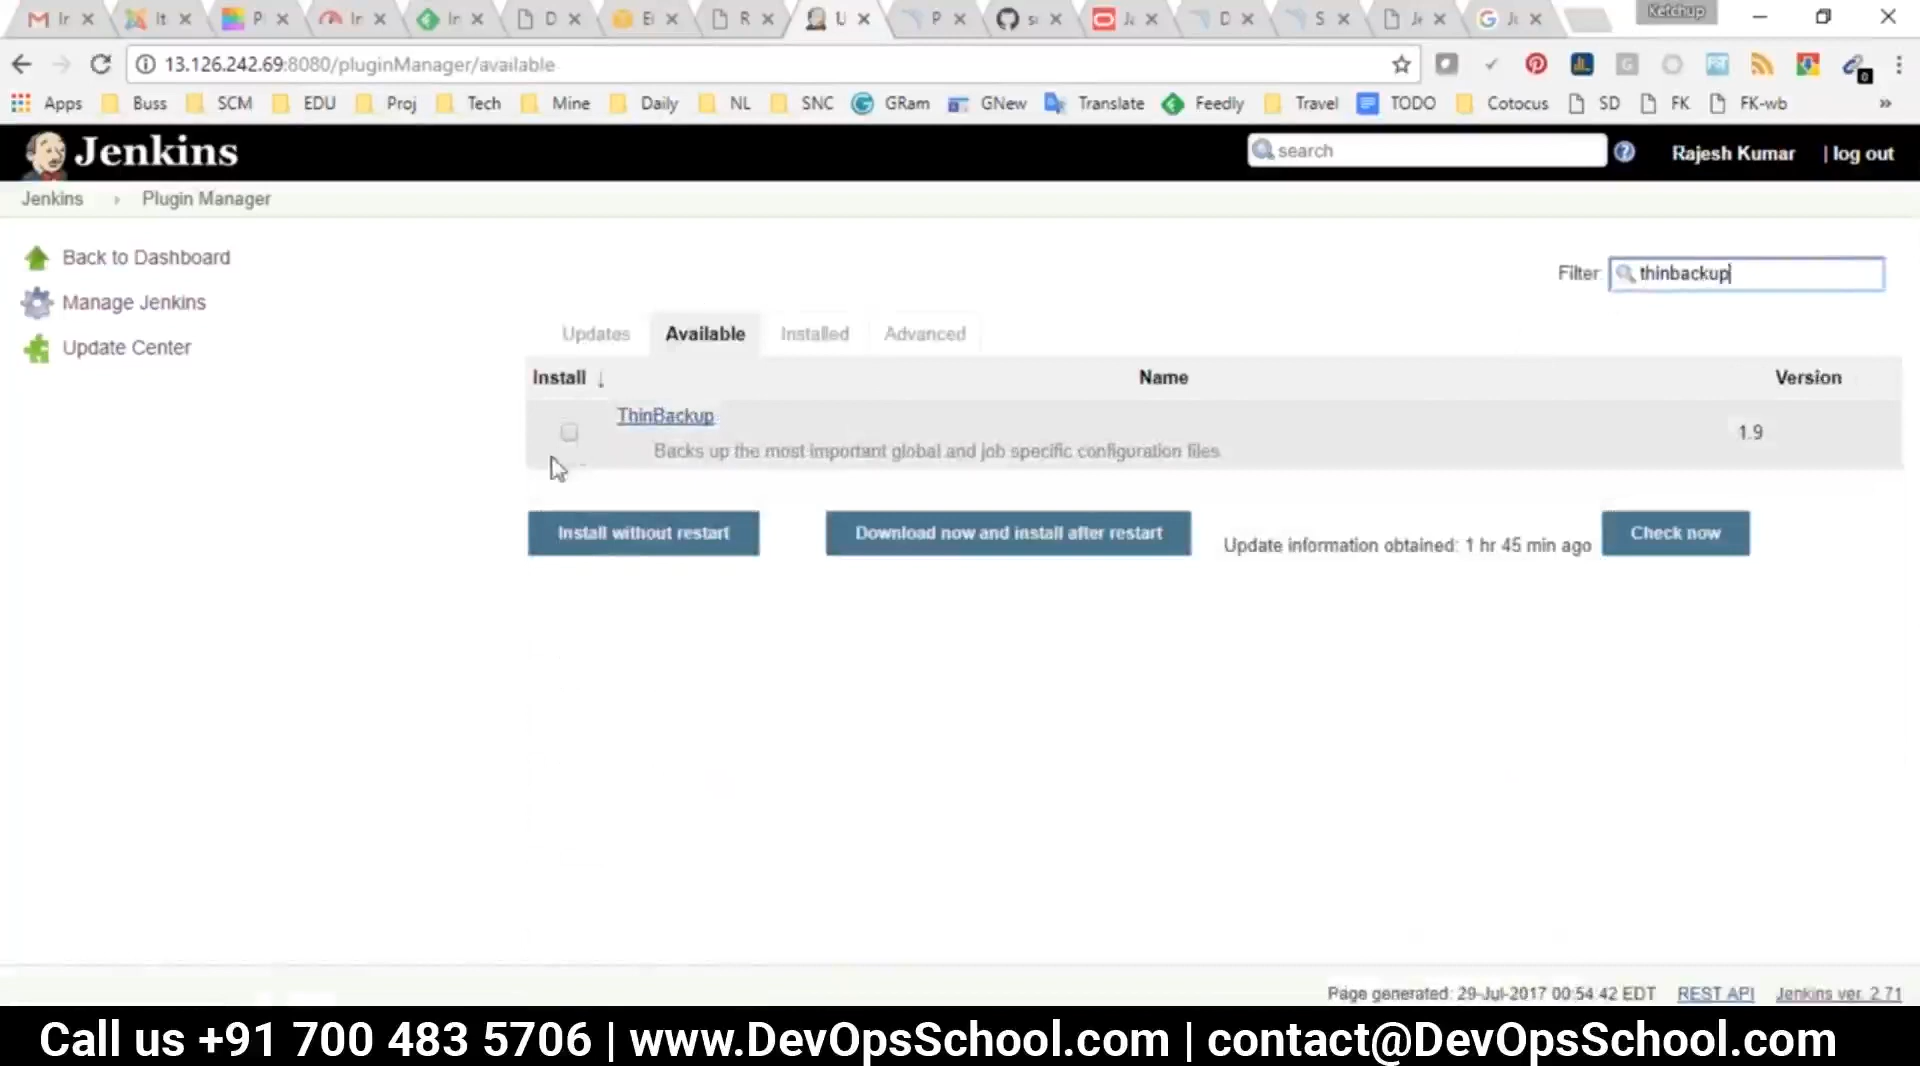 Ir It P Ir Ir D E R U P D S
Ketchup
13.126.242.69:8080/pluginManager/available
Apps Buss SCM EDU Proj Tech Mine Daily NL SNC GRam GNew Translate Feedly Travel TODO Cotocus SD FK FK-wb »
Jenkins search Rajesh Kumar | log out
Jenkins › Plugin Manager
Back to Dashboard
Filter: thinbackup
Manage Jenkins
Updates Available Installed Advanced
Update Center
Install ↓ Name Version
ThinBackup
1.9
Backs up the most important global and job specific configuration files.
Install without restart Download now and install after restart Update information obtained: 1 hr 45 min ago Check now
Page generated: 29-Jul-2017 00:54:42 EDT REST API Jenkins ver. 2.71
Call us +91 700 483 5706 | www.DevOpsSchool.com | contact@DevOpsSchool.com